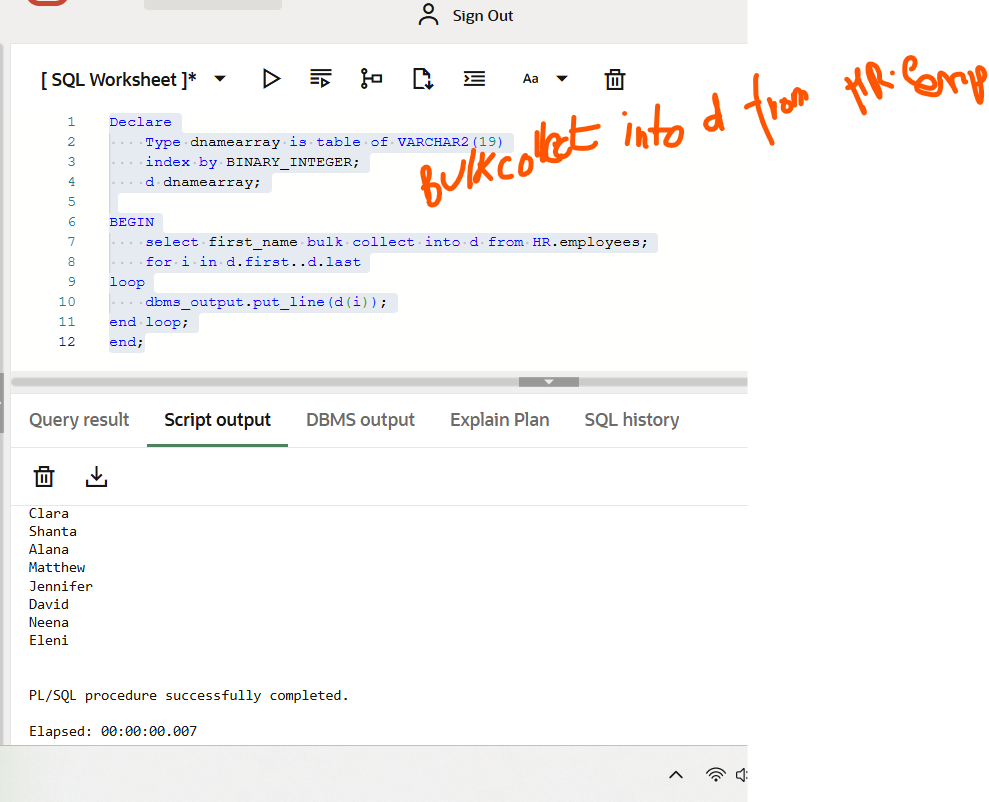 Sign Out
[ SQL Worksheet ]*
Aa
Bulkcollect into d from HR.Comp
1 Declare
2 Type dnamearray is table of VARCHAR2(19)
3 index by BINARY_INTEGER;
4 d dnamearray;
5
6 BEGIN
7 select first_name bulk collect into d from HR.employees;
8 for i in d.first..d.last
9 loop
10 dbms_output.put_line(d(i));
11 end loop;
12 end;
Query result Script output DBMS output Explain Plan SQL history
Clara
Shanta
Alana
Matthew
Jennifer
David
Neena
Eleni
PL/SQL procedure successfully completed.
Elapsed: 00:00:00.007